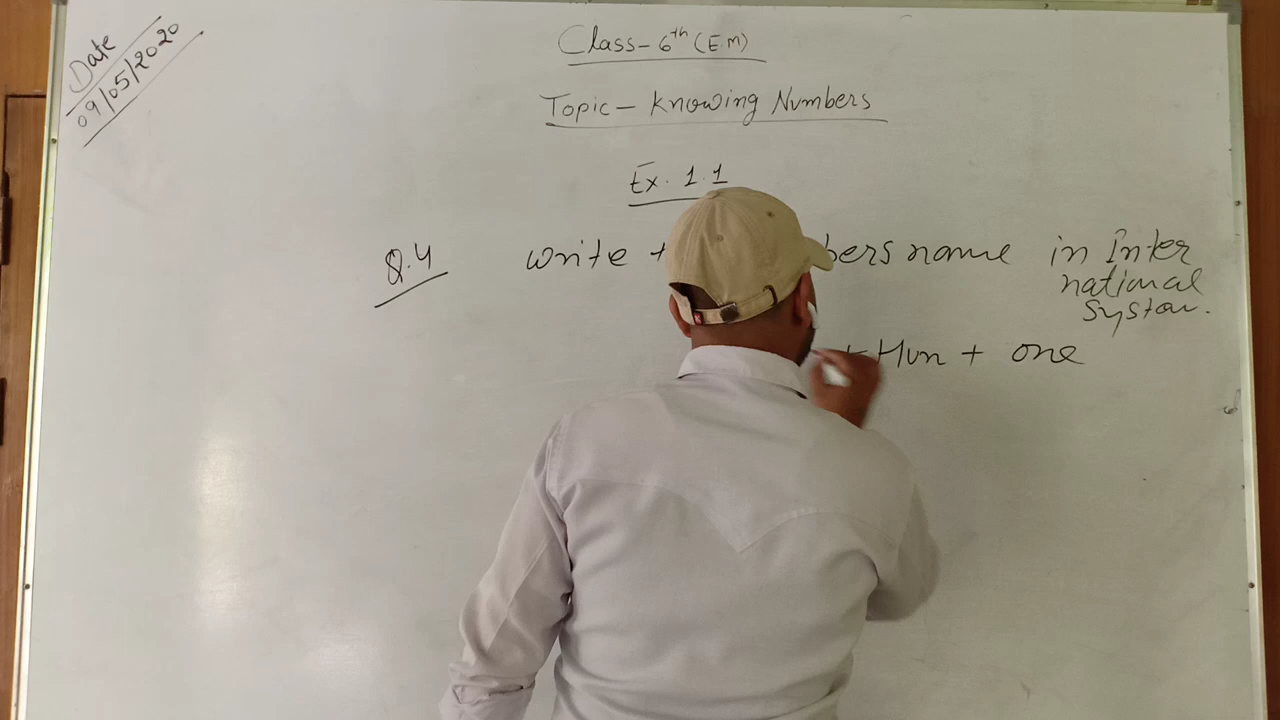 Date
09/05/2020
Class-6th (E.M)
Topic- Knowing Numbers
Ex. 1.1
Q.4 write bers name in Inter
national
System.
+ Hun + one